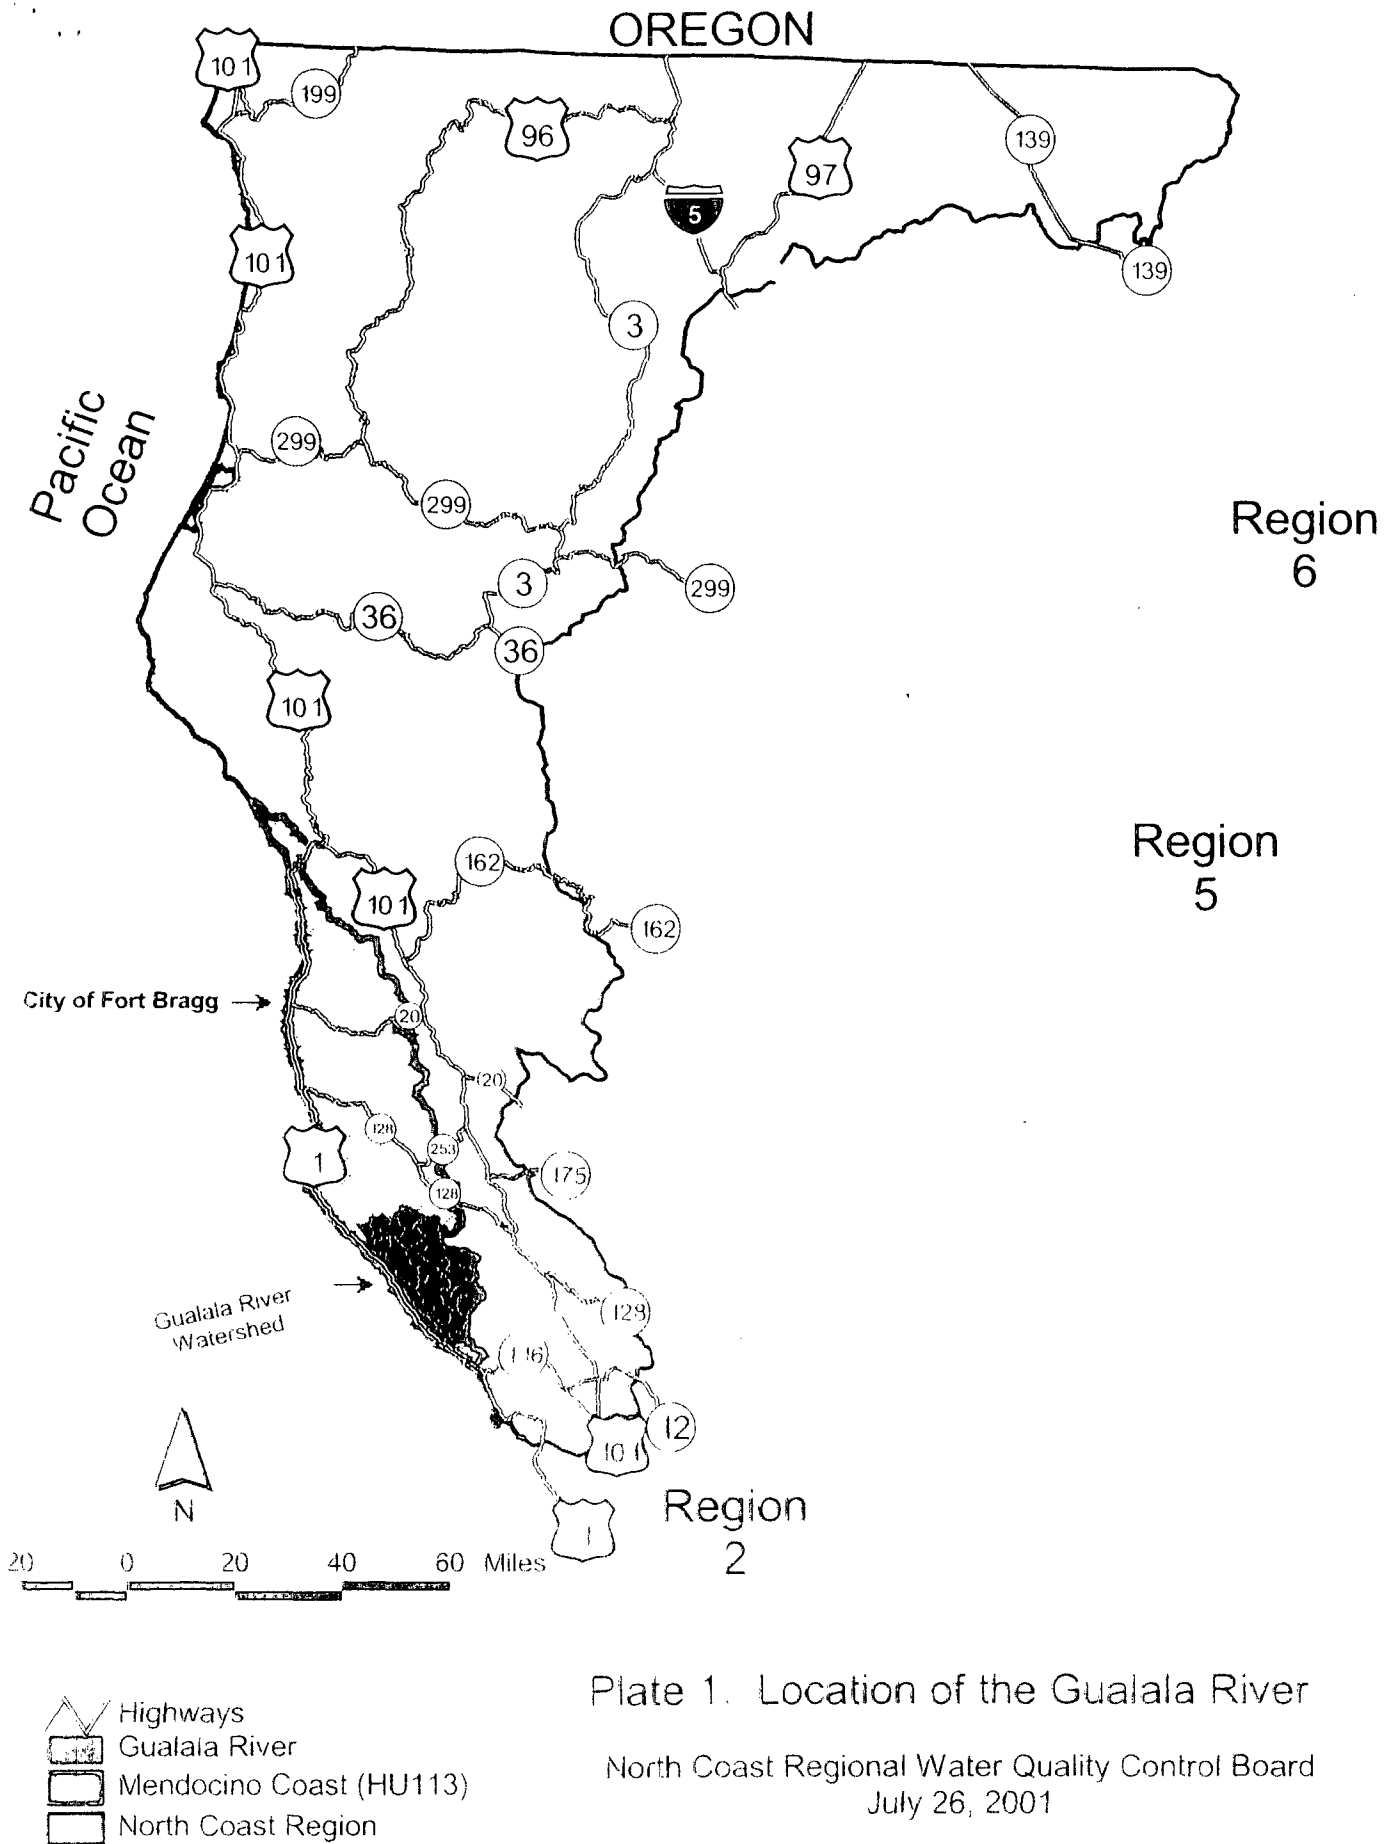 OREGON
101
199
96
97
139
5
101
139
3
Pacific
Ocean
299
299
Region
6
3
299
36
36
101
Region
5
162
101
162
City of Fort Bragg
20
(20)
128
253
1
175
128
Gualala River
Watershed
128
12
101
N
1
Region
2
20 0 20 40 60 Miles
Highways
Gualala River
Mendocino Coast (HU113)
North Coast Region
Plate 1. Location of the Gualala River
North Coast Regional Water Quality Control Board
July 26, 2001